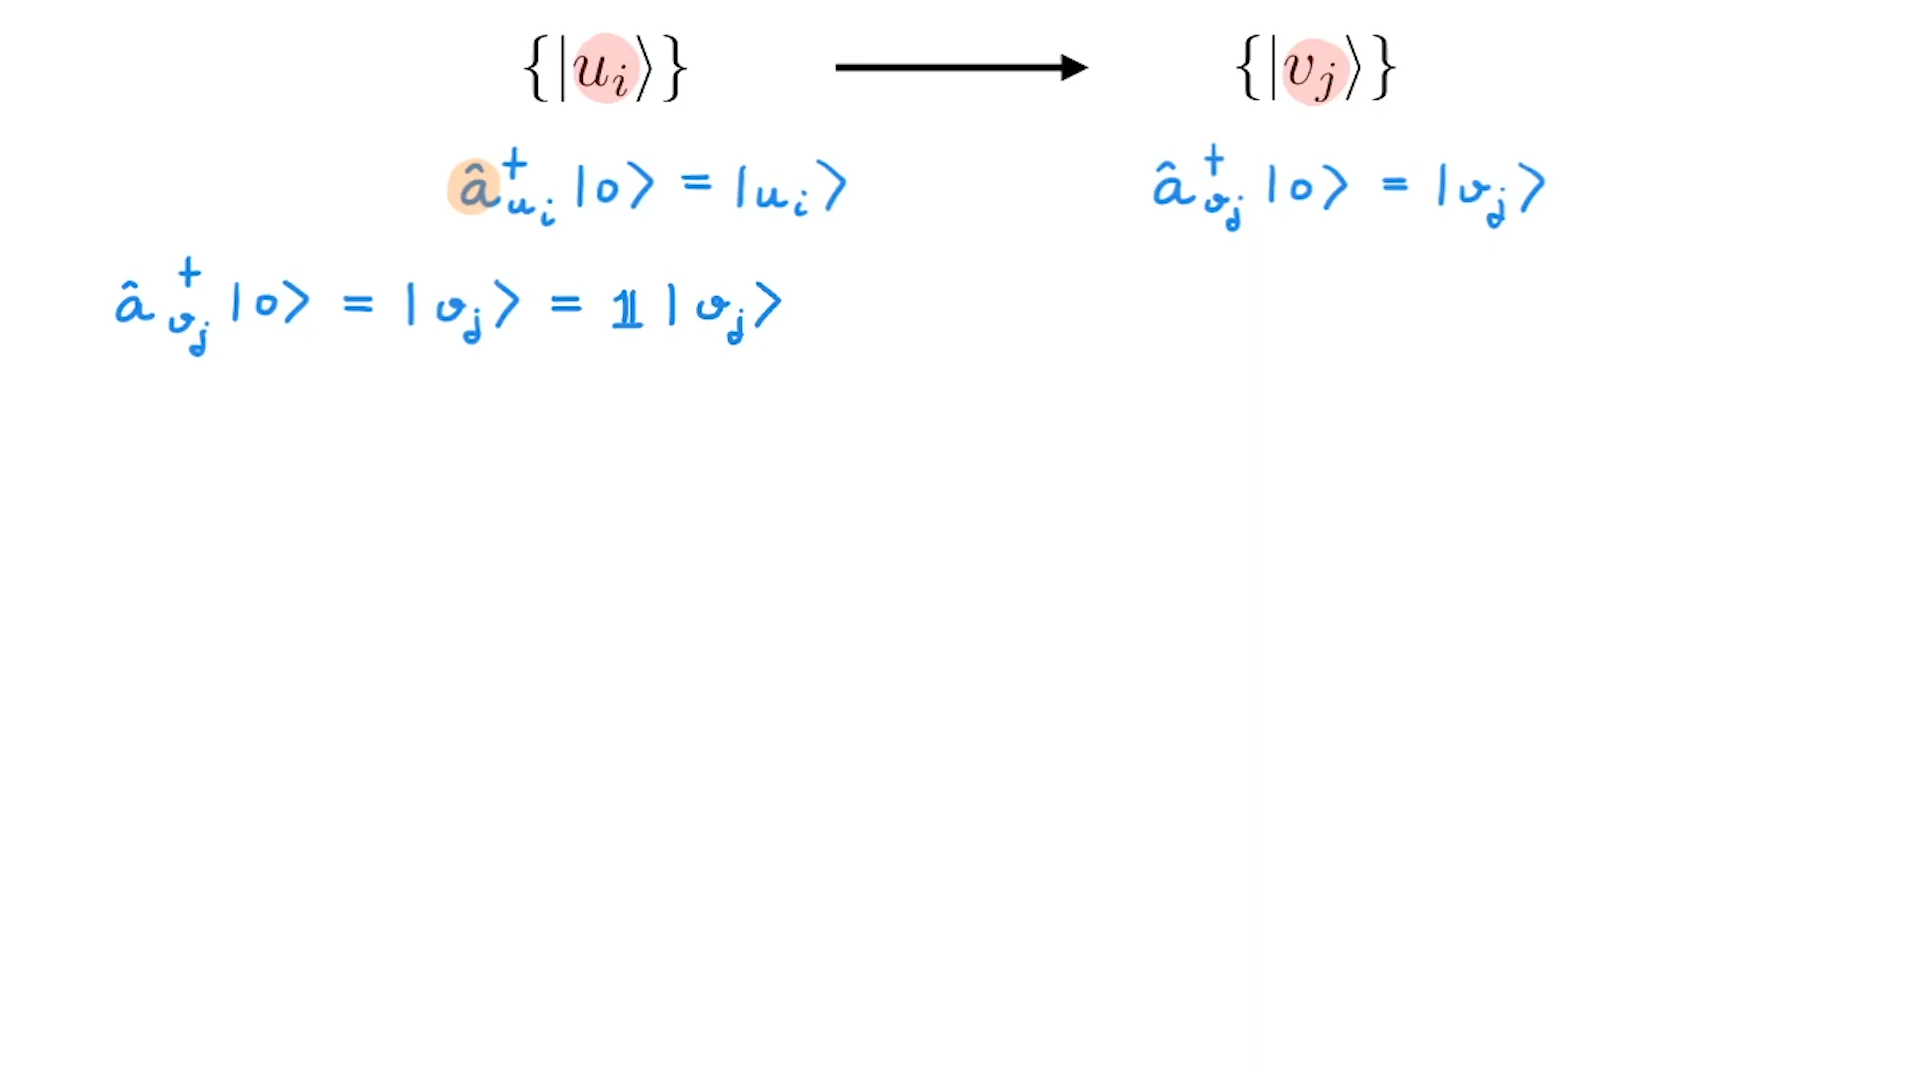 {|u_i⟩} ⟶ {|v_j⟩}
â†_{u_i} |0⟩ = |u_i⟩ â†_{v_j} |0⟩ = |v_j⟩
â†_{v_j} |0⟩ = |v_j⟩ = 𝟙 |v_j⟩